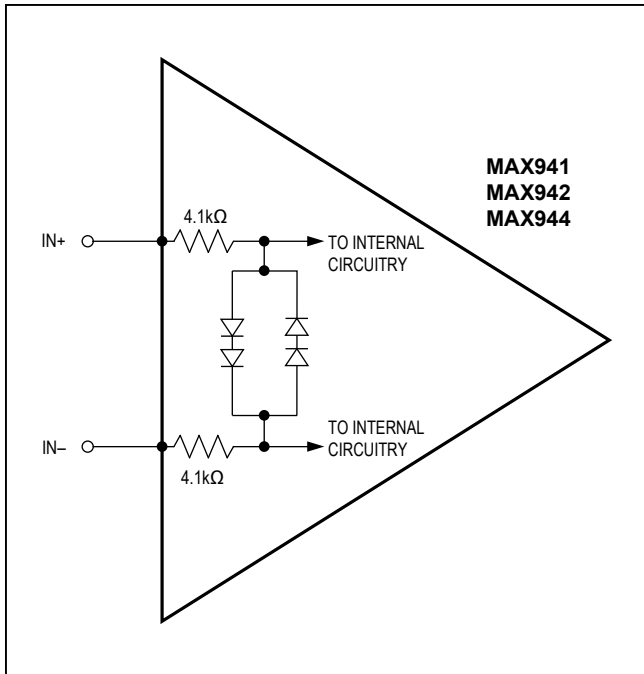 MAX941
MAX942
MAX944
4.1kΩ
IN+
TO INTERNAL
CIRCUITRY
TO INTERNAL
CIRCUITRY
IN–
4.1kΩ